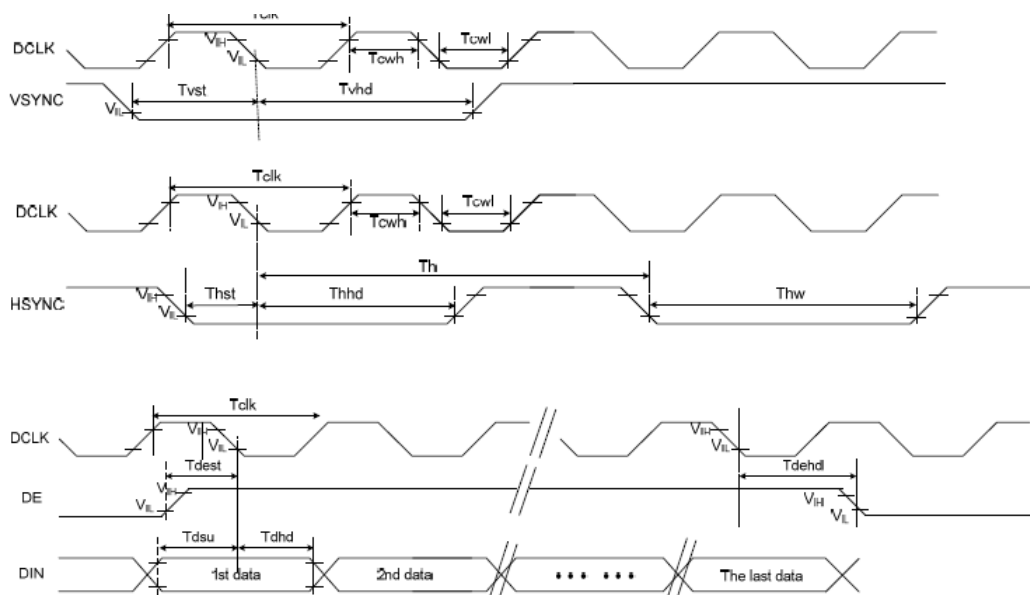 Tclk
DCLK VIH VIL Tcwh Tcwl
VSYNC VIL Tvst Tvhd
Tclk
DCLK VIH VIL Tcwh Tcwl
Th
HSYNC VIH VIL Thst Thhd Thw
Tclk
DCLK VIH VIL VIH VIL
Tdest Tdehd
DE VIH VIL VIH VIL
Tdsu Tdhd
DIN 1st data 2nd data The last data